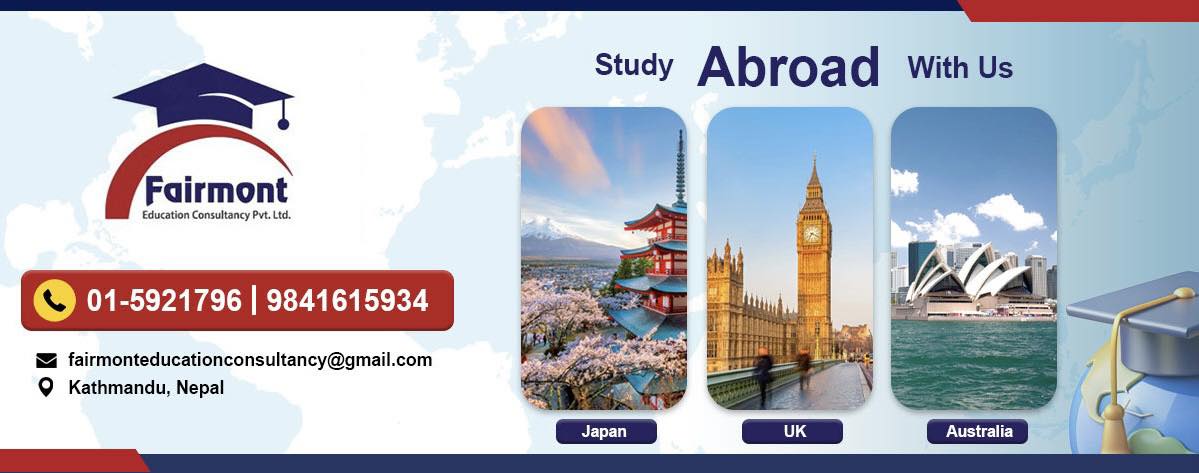 Fairmont
Education Consultancy Pvt. Ltd.
01-5921796 | 9841615934
fairmonteducationconsultancy@gmail.com
Kathmandu, Nepal
Study Abroad With Us
Japan
UK
Australia